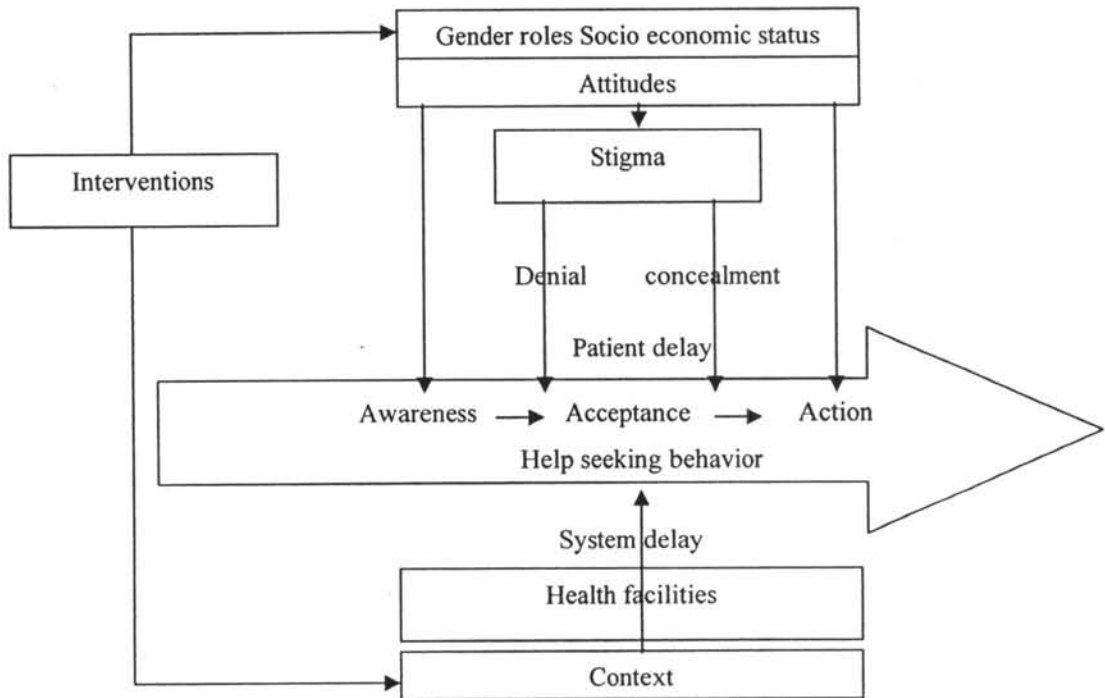 Gender roles Socio economic status
Attitudes
Stigma
Interventions
Denial concealment
Patient delay
Awareness Acceptance Action
Help seeking behavior
System delay
Health facilities
Context